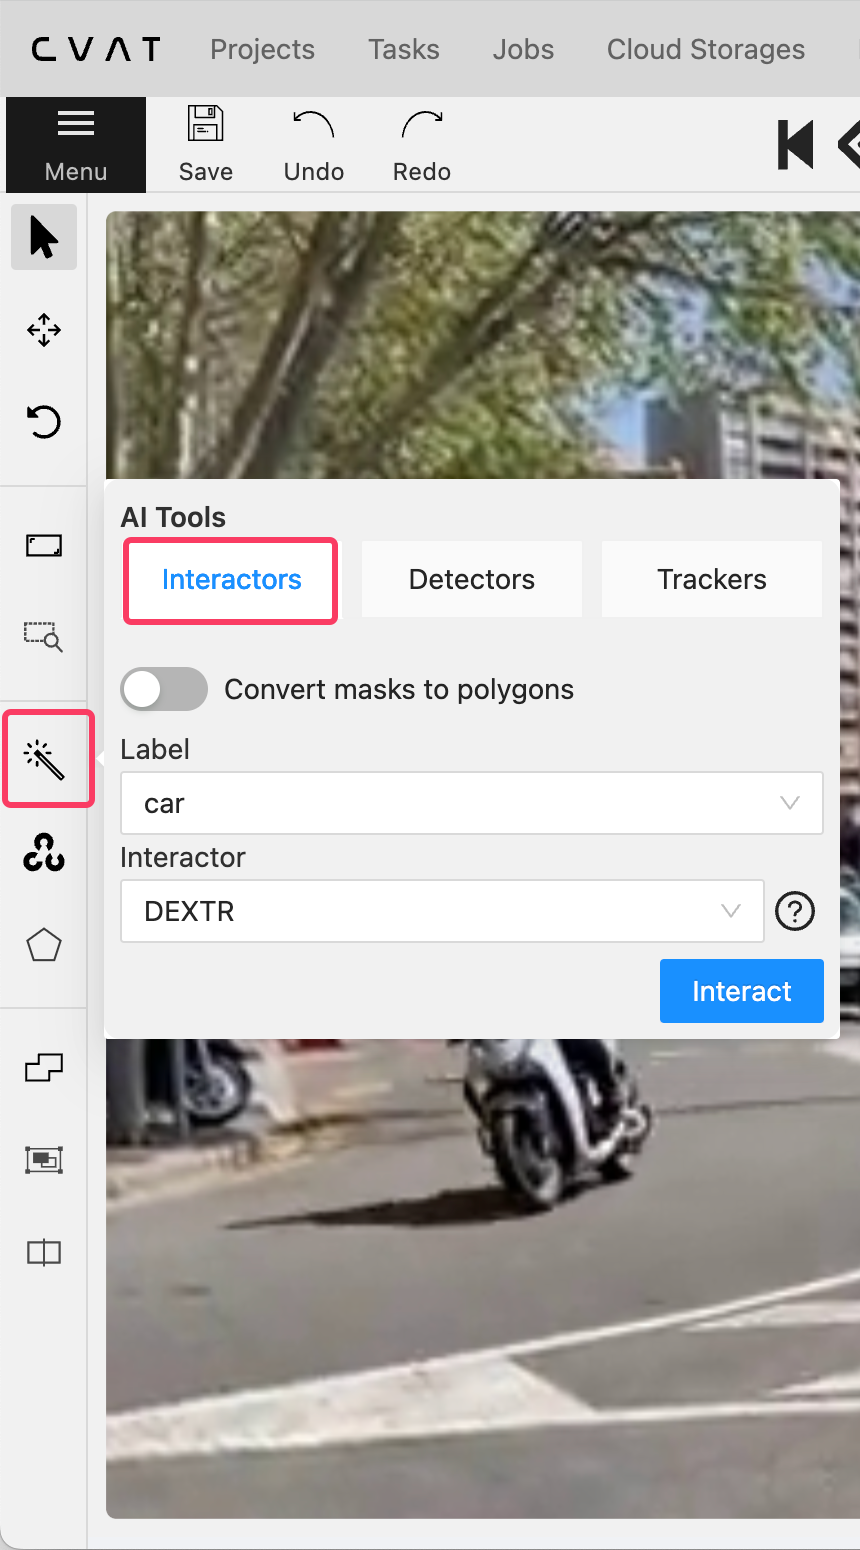 CVAT Projects Tasks Jobs Cloud Storages
Menu Save Undo Redo
AI Tools
Interactors Detectors Trackers
Convert masks to polygons
Label
car
Interactor
DEXTR ?
Interact